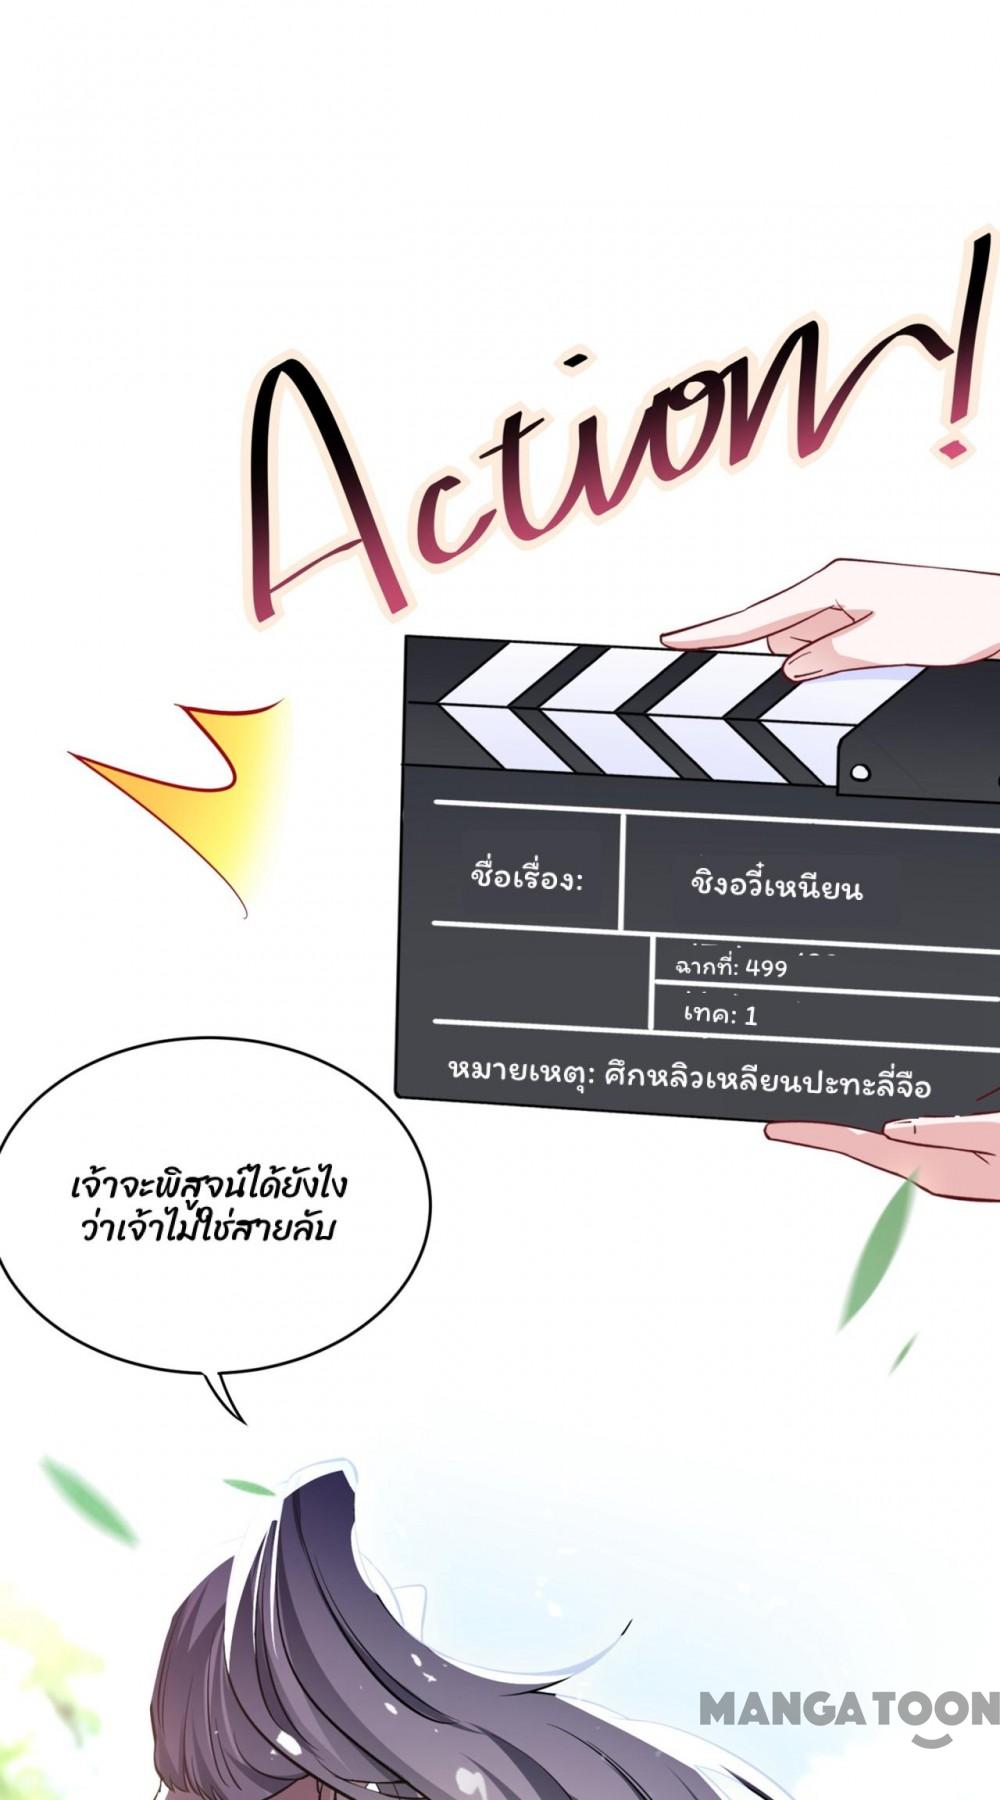 Action!
ชื่อเรื่อง: ชิงอวี๋เหนียน
ฉากที่: 499
เทค: 1
หมายเหตุ: ศึกหลิวเหลียนปะทะลี่จือ
เจ้าจะพิสูจน์ได้ยังไง
ว่าเจ้าไม่ใช่สายลับ
MANGATOON